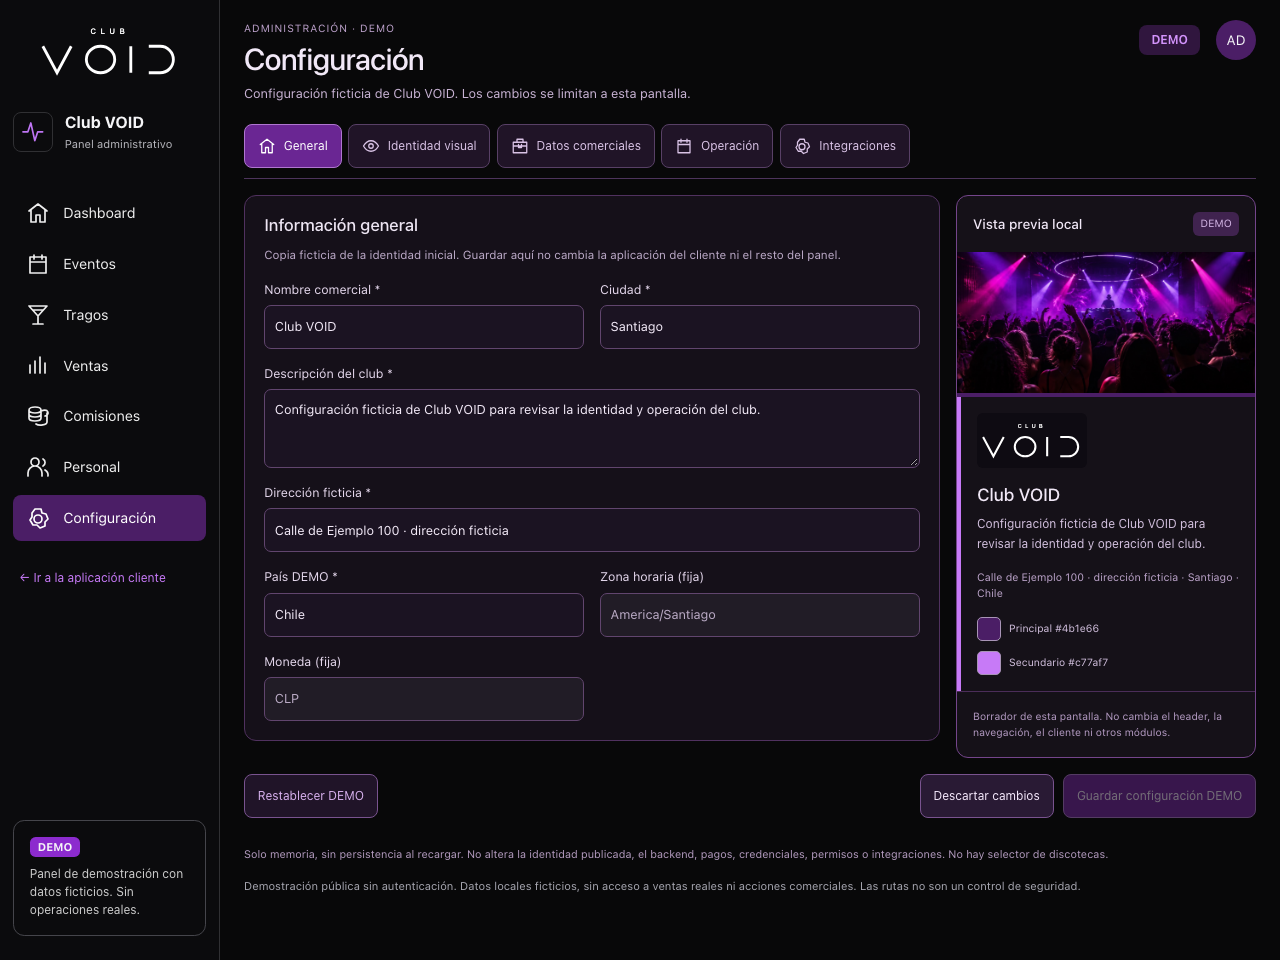 CLUB
VOID
Club VOID
Panel administrativo
Dashboard
Eventos
Tragos
Ventas
Comisiones
Personal
Configuración
← Ir a la aplicación cliente
DEMO
Panel de demostración con
datos ficticios. Sin
operaciones reales.
ADMINISTRACIÓN · DEMO
Configuración
Configuración ficticia de Club VOID. Los cambios se limitan a esta pantalla.
DEMO
AD
General
Identidad visual
Datos comerciales
Operación
Integraciones
Información general
Copia ficticia de la identidad inicial. Guardar aquí no cambia la aplicación del cliente ni el resto del panel.
Nombre comercial *
Ciudad *
Club VOID
Santiago
Descripción del club *
Configuración ficticia de Club VOID para revisar la identidad y operación del club.
Dirección ficticia *
Calle de Ejemplo 100 · dirección ficticia
País DEMO *
Zona horaria (fija)
Chile
America/Santiago
Moneda (fija)
CLP
Vista previa local
DEMO
CLUB
VOID
Club VOID
Configuración ficticia de Club VOID para
revisar la identidad y operación del club.
Calle de Ejemplo 100 · dirección ficticia · Santiago ·
Chile
Principal #4b1e66
Secundario #c77af7
Borrador de esta pantalla. No cambia el header, la
navegación, el cliente ni otros módulos.
Restablecer DEMO
Descartar cambios
Guardar configuración DEMO
Solo memoria, sin persistencia al recargar. No altera la identidad publicada, el backend, pagos, credenciales, permisos o integraciones. No hay selector de discotecas.
Demostración pública sin autenticación. Datos locales ficticios, sin acceso a ventas reales ni acciones comerciales. Las rutas no son un control de seguridad.